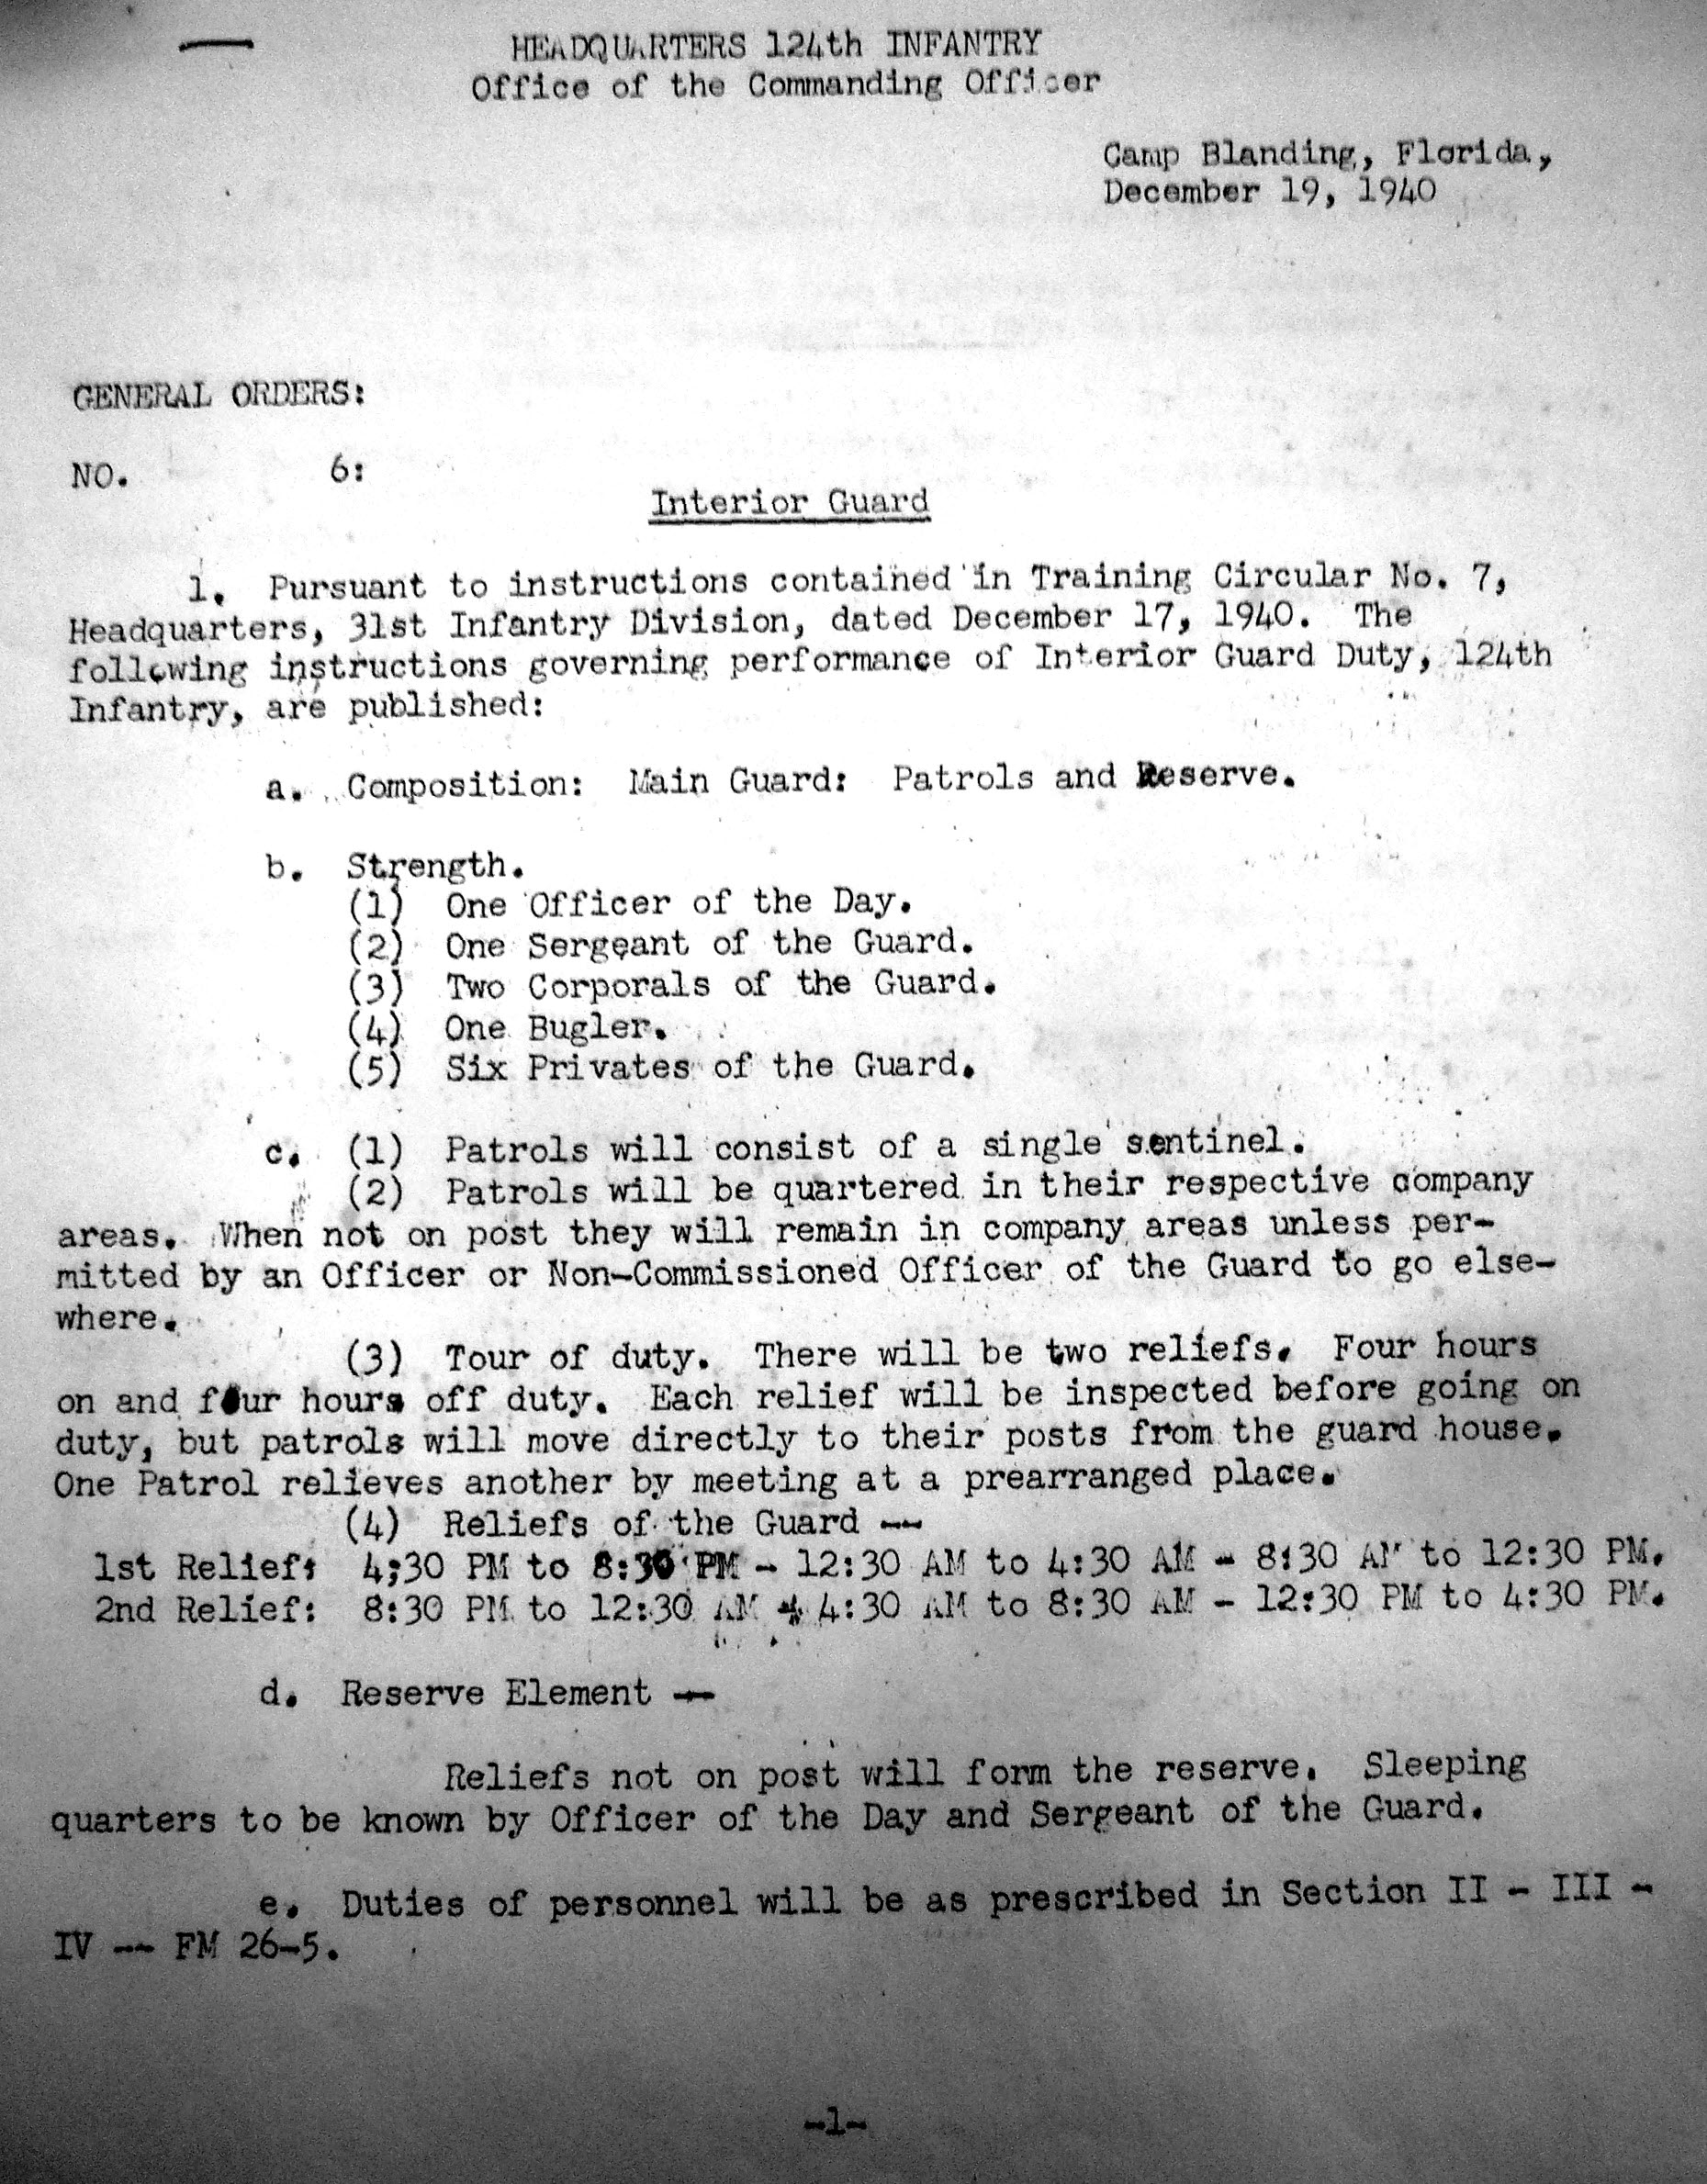 HEADQUARTERS 124th INFANTRY
Office of the Commanding Officer
Camp Blanding, Florida,
December 19, 1940
GENERAL ORDERS:
NO. 6:
Interior Guard
1. Pursuant to instructions contained in Training Circular No. 7,
Headquarters, 31st Infantry Division, dated December 17, 1940. The
following instructions governing performance of Interior Guard Duty, 124th
Infantry, are published:
a. Composition: Main Guard: Patrols and Reserve.
b. Strength.
(1) One Officer of the Day.
(2) One Sergeant of the Guard.
(3) Two Corporals of the Guard.
(4) One Bugler.
(5) Six Privates of the Guard.
c. (1) Patrols will consist of a single sentinel.
(2) Patrols will be quartered in their respective company
areas. When not on post they will remain in company areas unless per-
mitted by an Officer or Non-Commissioned Officer of the Guard to go else-
where.
(3) Tour of duty. There will be two reliefs. Four hours
on and four hours off duty. Each relief will be inspected before going on
duty, but patrols will move directly to their posts from the guard house.
One Patrol relieves another by meeting at a prearranged place.
(4) Reliefs of the Guard --
1st Relief: 4;30 PM to 8:30 PM - 12:30 AM to 4:30 AM - 8:30 AM to 12:30 PM.
2nd Relief: 8:30 PM to 12:30 AM - 4:30 AM to 8:30 AM - 12:30 PM to 4:30 PM.
d. Reserve Element --
Reliefs not on post will form the reserve. Sleeping
quarters to be known by Officer of the Day and Sergeant of the Guard.
e. Duties of personnel will be as prescribed in Section II - III -
IV -- FM 26-5.
-1-